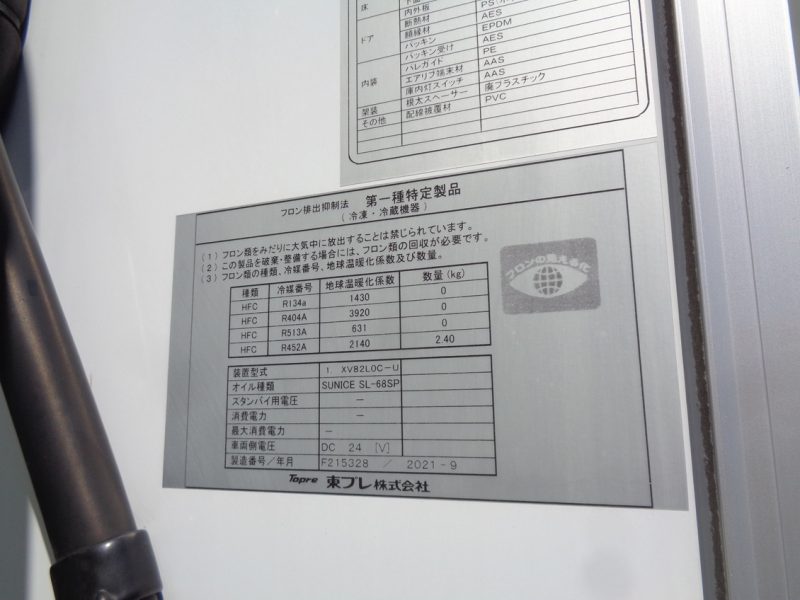 床
内外板 PS
ドア 断熱材 AES
額縁材 EPDM
パッキン AES
パッキン受け PE
内装 ハレガイド AAS
エアリブ端末材 AAS
庫内灯スイッチ 廃プラスチック
架装 根太スペーサー PVC
その他 配線被覆材
フロン排出抑制法 第一種特定製品
(冷凍・冷蔵機器)
(1) フロン類をみだりに大気中に放出することは禁じられています。
(2) この製品を破棄・整備する場合には、フロン類の回収が必要です。
(3) フロン類の種類、冷媒番号、地球温暖化係数及び数量。
フロンの見える化
種類 冷媒番号 地球温暖化係数 数量(kg)
HFC R134a 1430 0
HFC R404A 3920 0
HFC R513A 631 0
HFC R452A 2140 2.40
装置型式 1. XV82L0C-U
オイル種類 SUNICE SL-68SP
スタンバイ用電圧 -
消費電力 -
最大消費電力 -
車両側電圧 DC 24 [V]
製造番号/年月 F215328 / 2021-9
Topre 東プレ株式会社